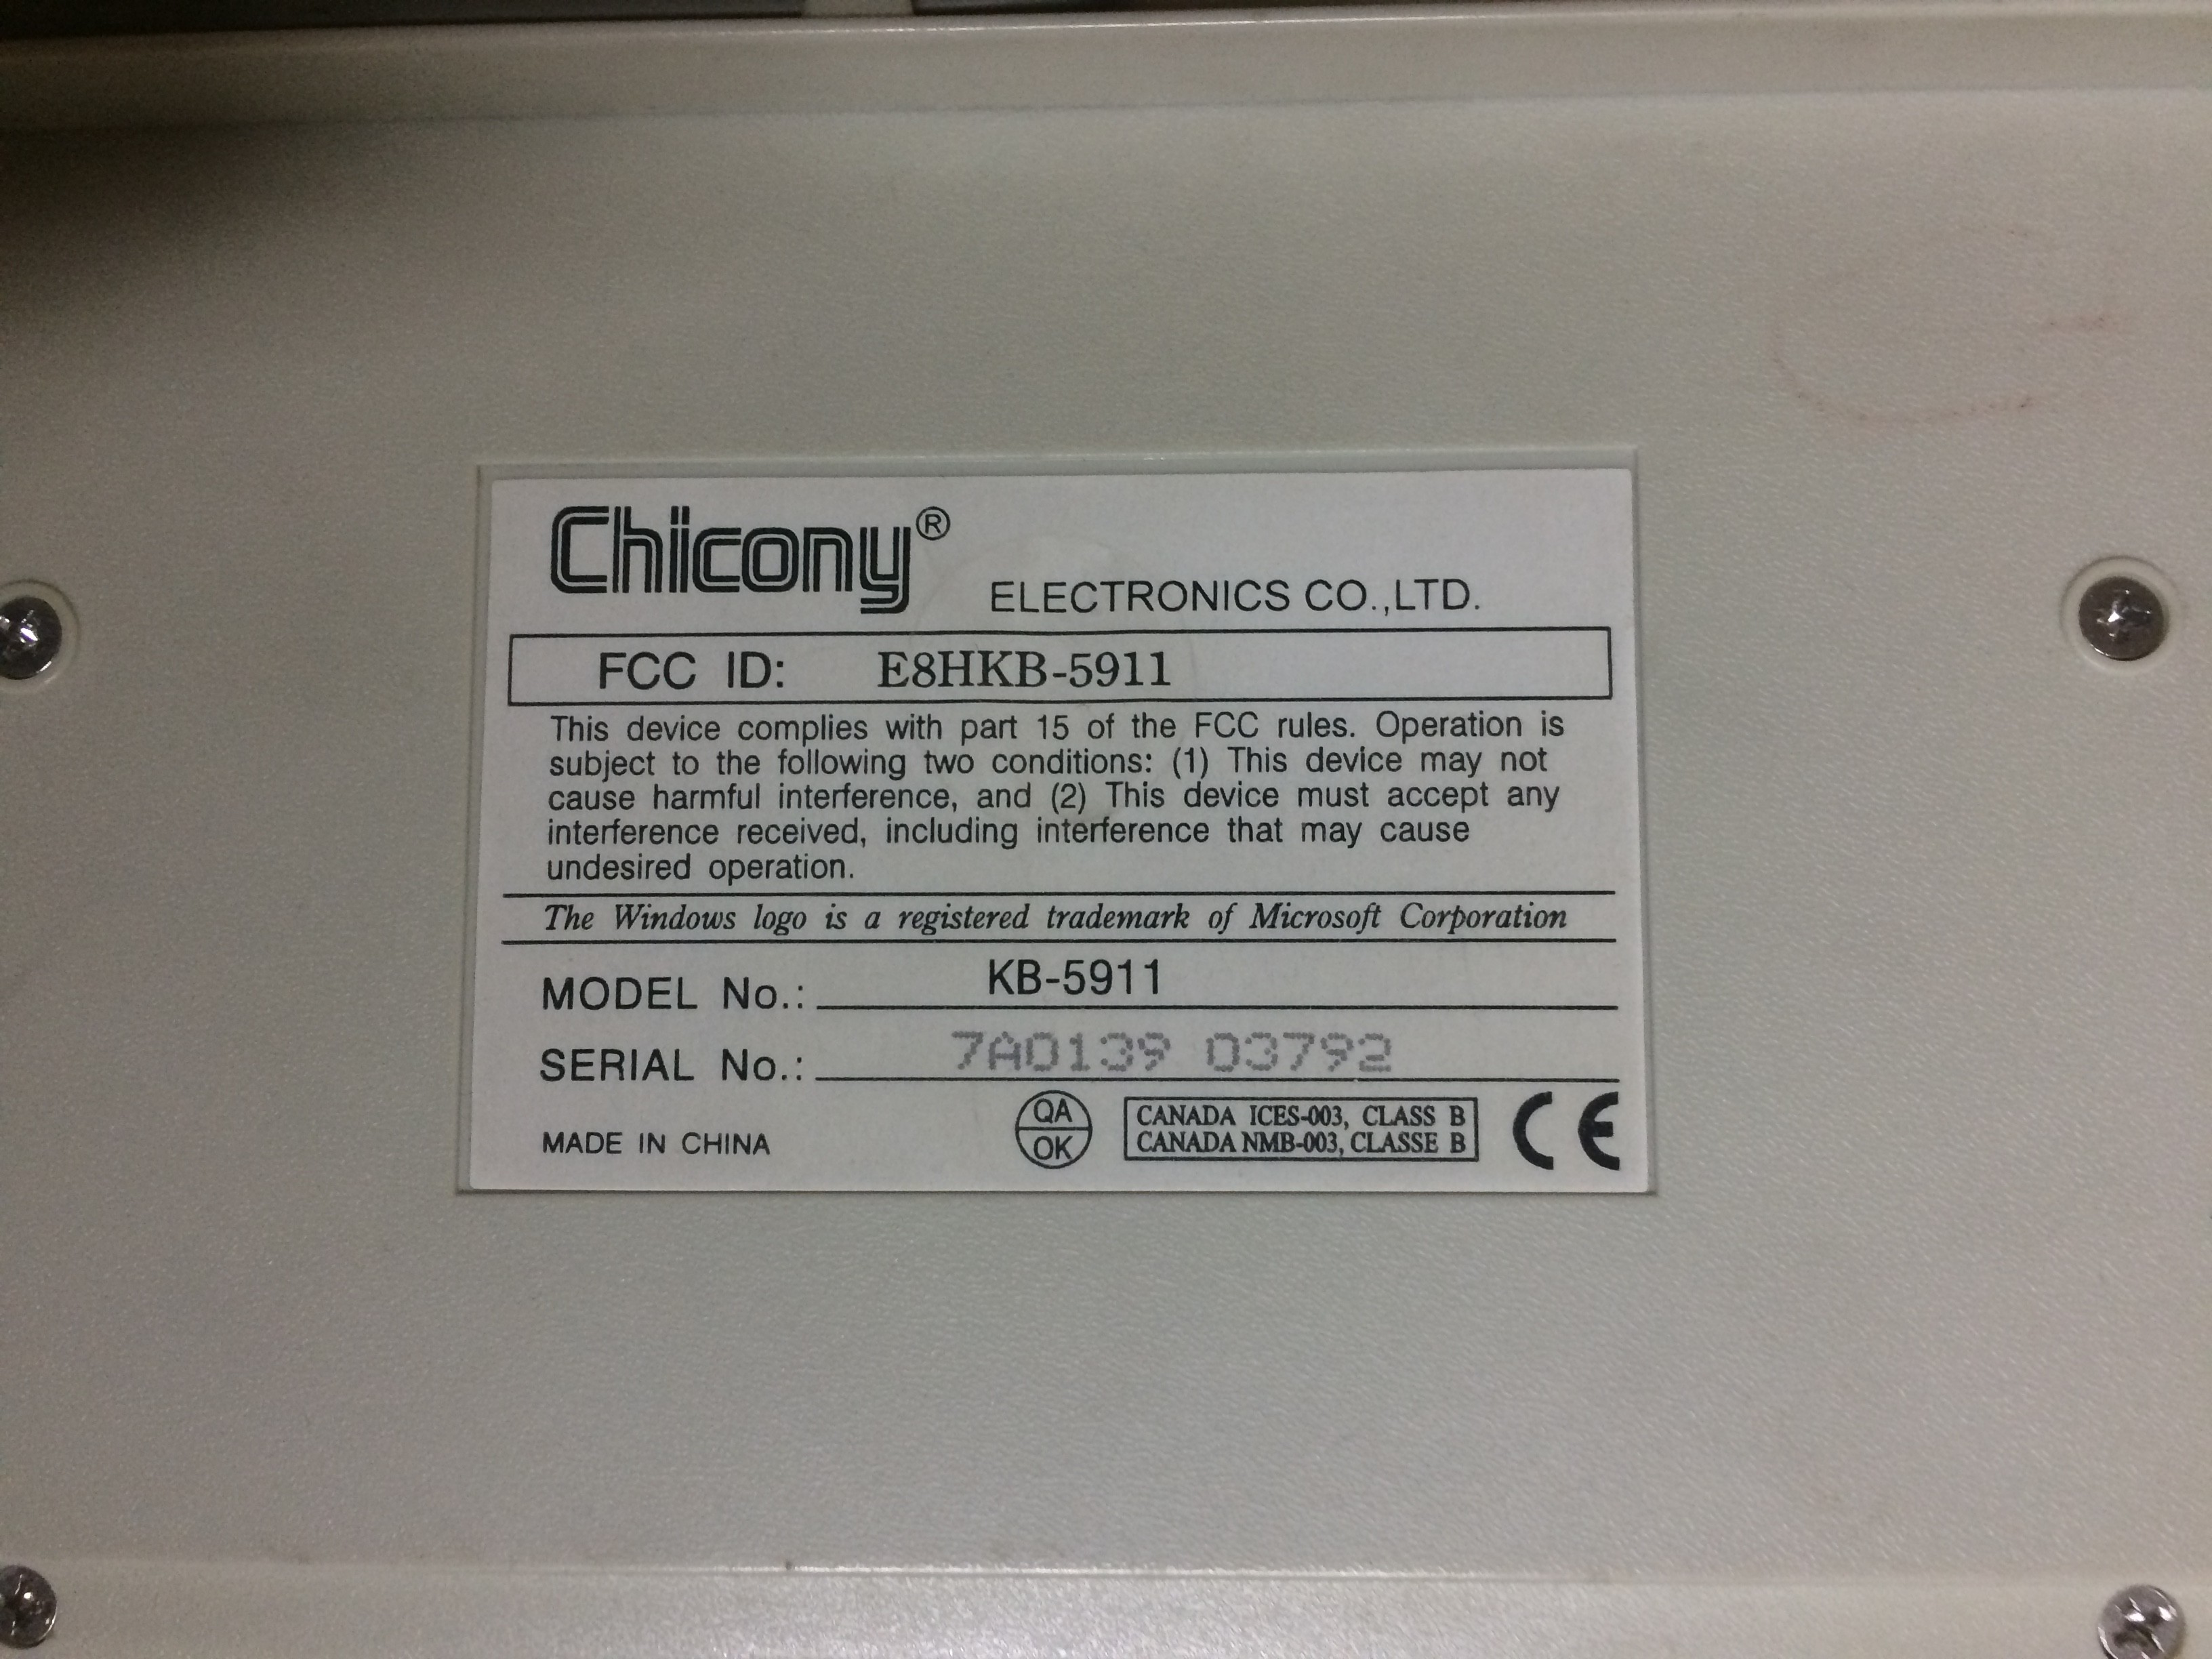 Chicony®
ELECTRONICS CO.,LTD.
FCC ID: E8HKB-5911
This device complies with part 15 of the FCC rules. Operation is
subject to the following two conditions: (1) This device may not
cause harmful interference, and (2) This device must accept any
interference received, including interference that may cause
undesired operation.
The Windows logo is a registered trademark of Microsoft Corporation
MODEL No.: KB-5911
SERIAL No.: 7A0139 03792
MADE IN CHINA
QA
OK
CANADA ICES-003, CLASS B
CANADA NMB-003, CLASSE B
CE